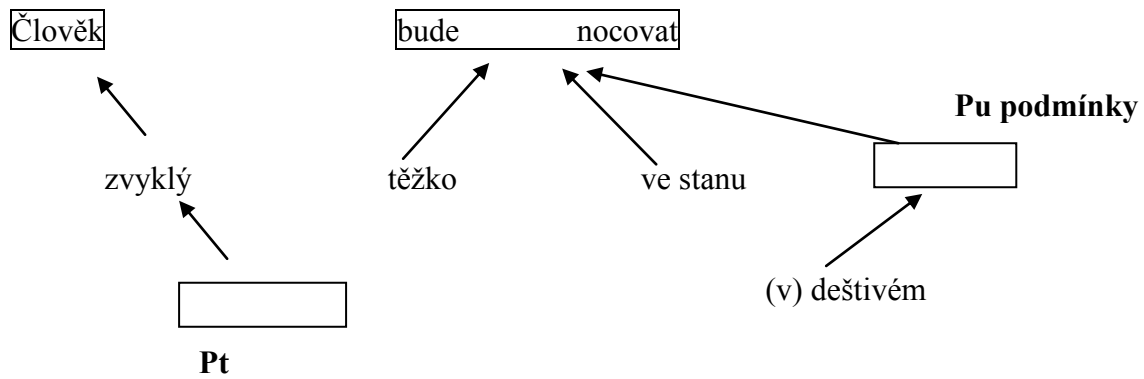 Člověk bude nocovat
Pu podmínky
zvyklý těžko ve stanu
(v) deštivém
Pt